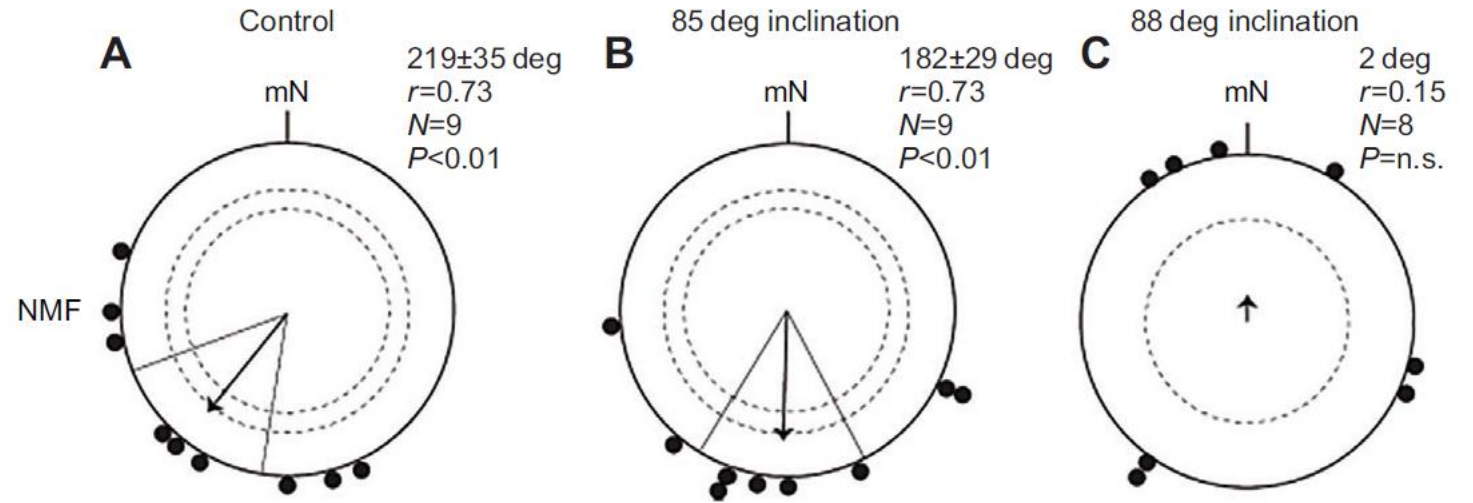 Control
A
219±35 deg
r=0.73
N=9
P<0.01
mN
NMF
85 deg inclination
B
182±29 deg
r=0.73
N=9
P<0.01
mN
88 deg inclination
C
2 deg
r=0.15
N=8
P=n.s.
mN